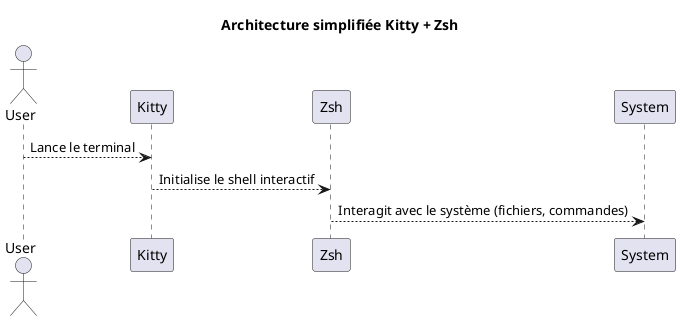 Architecture simplifiée Kitty + Zsh
User
Kitty
Zsh
System
Lance le terminal
Initialise le shell interactif
Interagit avec le système (fichiers, commandes)
User
Kitty
Zsh
System